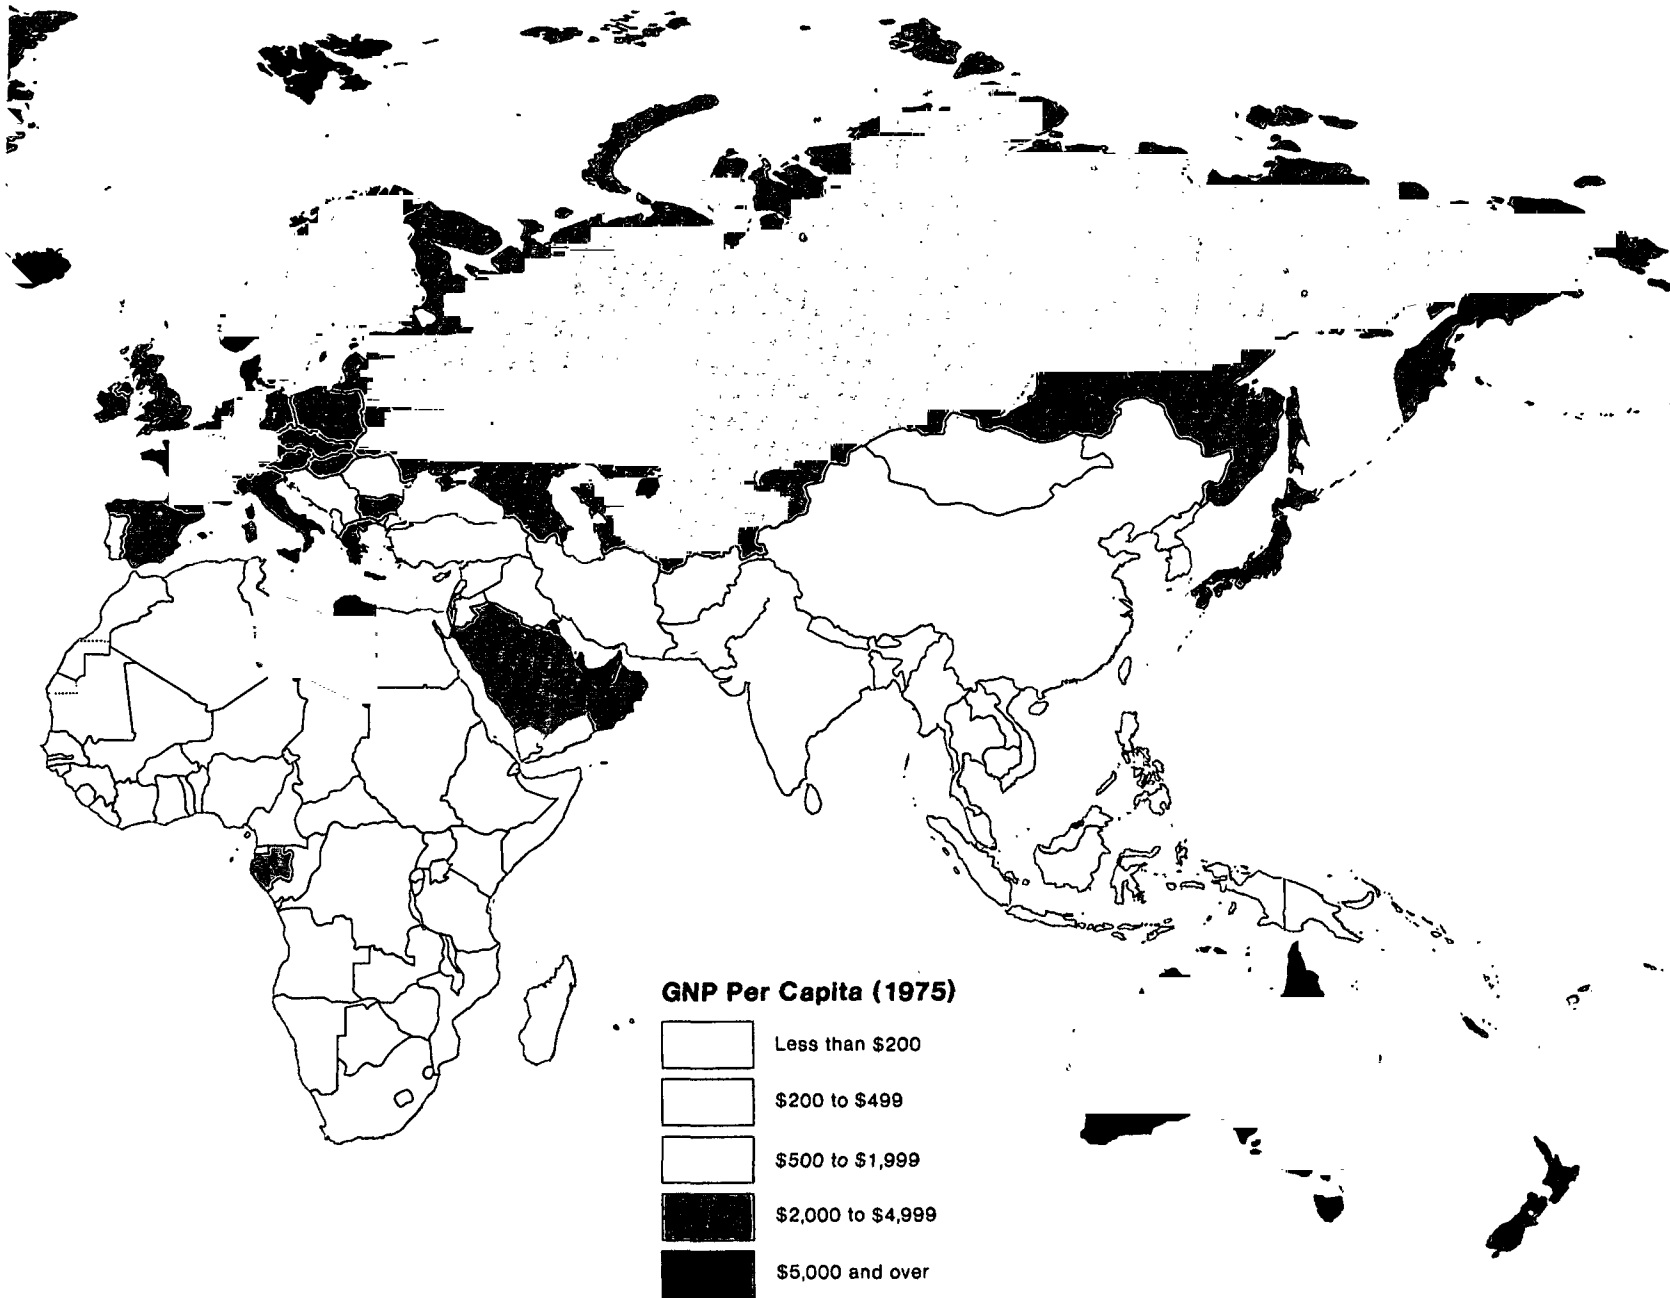 GNP Per Capita (1975)
Less than $200
$200 to $499
$500 to $1,999
$2,000 to $4,999
$5,000 and over